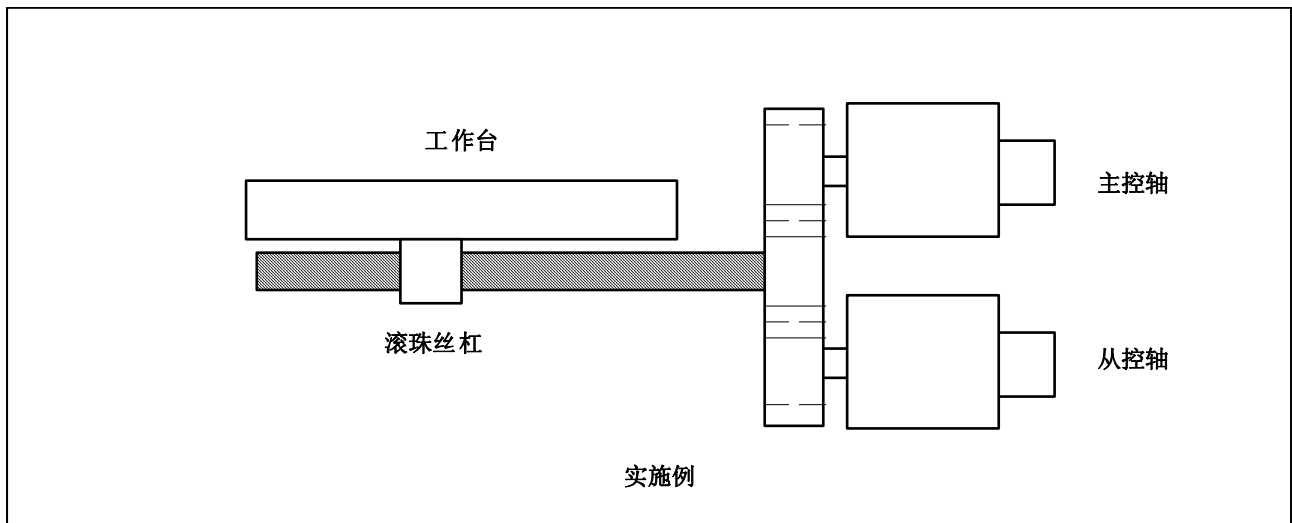 工作台
主控轴
滚珠丝杠
从控轴
实施例